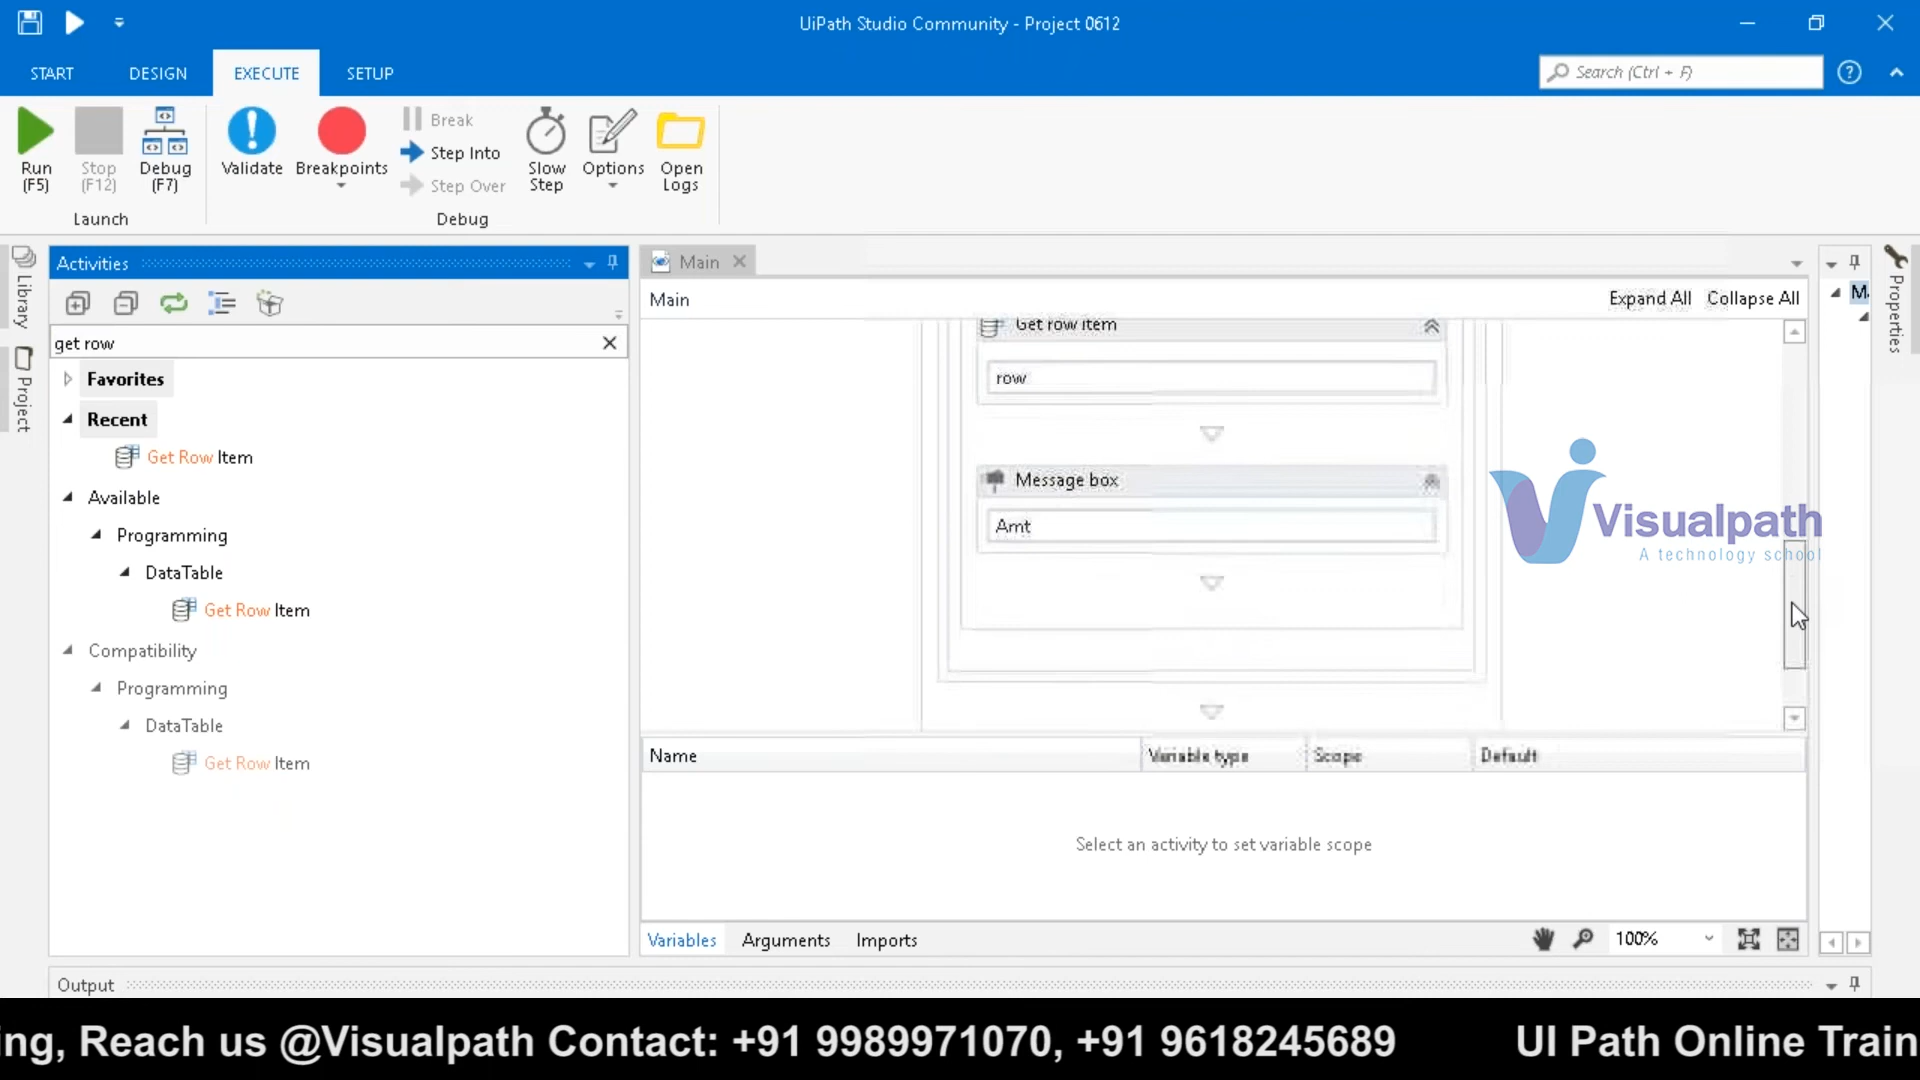 UiPath Studio Community - Project 0612
START DESIGN EXECUTE SETUP
Search (Ctrl + F)
Break
Step Into
Step Over
Run (F5)
Stop (F12)
Debug (F7)
Validate
Breakpoints
Slow Step
Options
Open Logs
Launch
Debug
Library
Project
Activities
get row
Favorites
Recent
Get Row Item
Available
Programming
DataTable
Get Row Item
Compatibility
Programming
DataTable
Get Row Item
Main
Main
Expand All Collapse All
Get row item
row
Message box
Amt
Visualpath
A technology school
M
Properties
Name Variable type Scope Default
Select an activity to set variable scope
Variables Arguments Imports
100%
Output
ing, Reach us @Visualpath Contact: +91 9989971070, +91 9618245689 UI Path Online Train